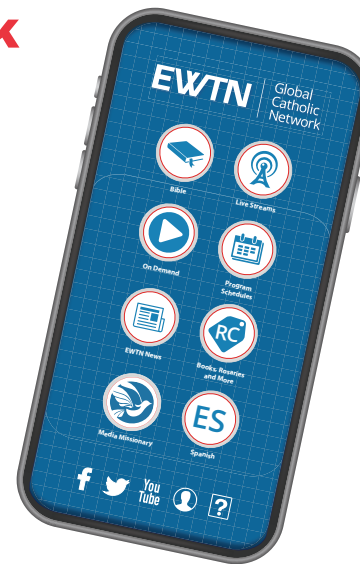 k
EWTN
Global
Catholic
Network
Bible
Live Streams
On Demand
Program
Schedules
EWTN News
RC
Books, Rosaries
and More
Media Missionary
ES
Spanish
f
You
Tube
?